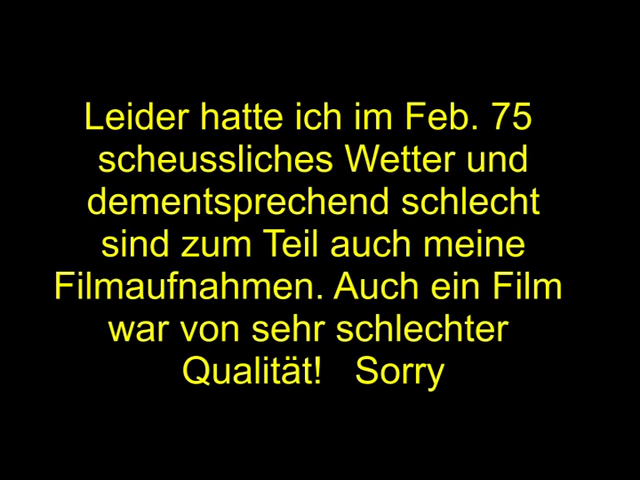 Leider hatte ich im Feb. 75
scheussliches Wetter und
dementsprechend schlecht
sind zum Teil auch meine
Filmaufnahmen. Auch ein Film
war von sehr schlechter
Qualität! Sorry